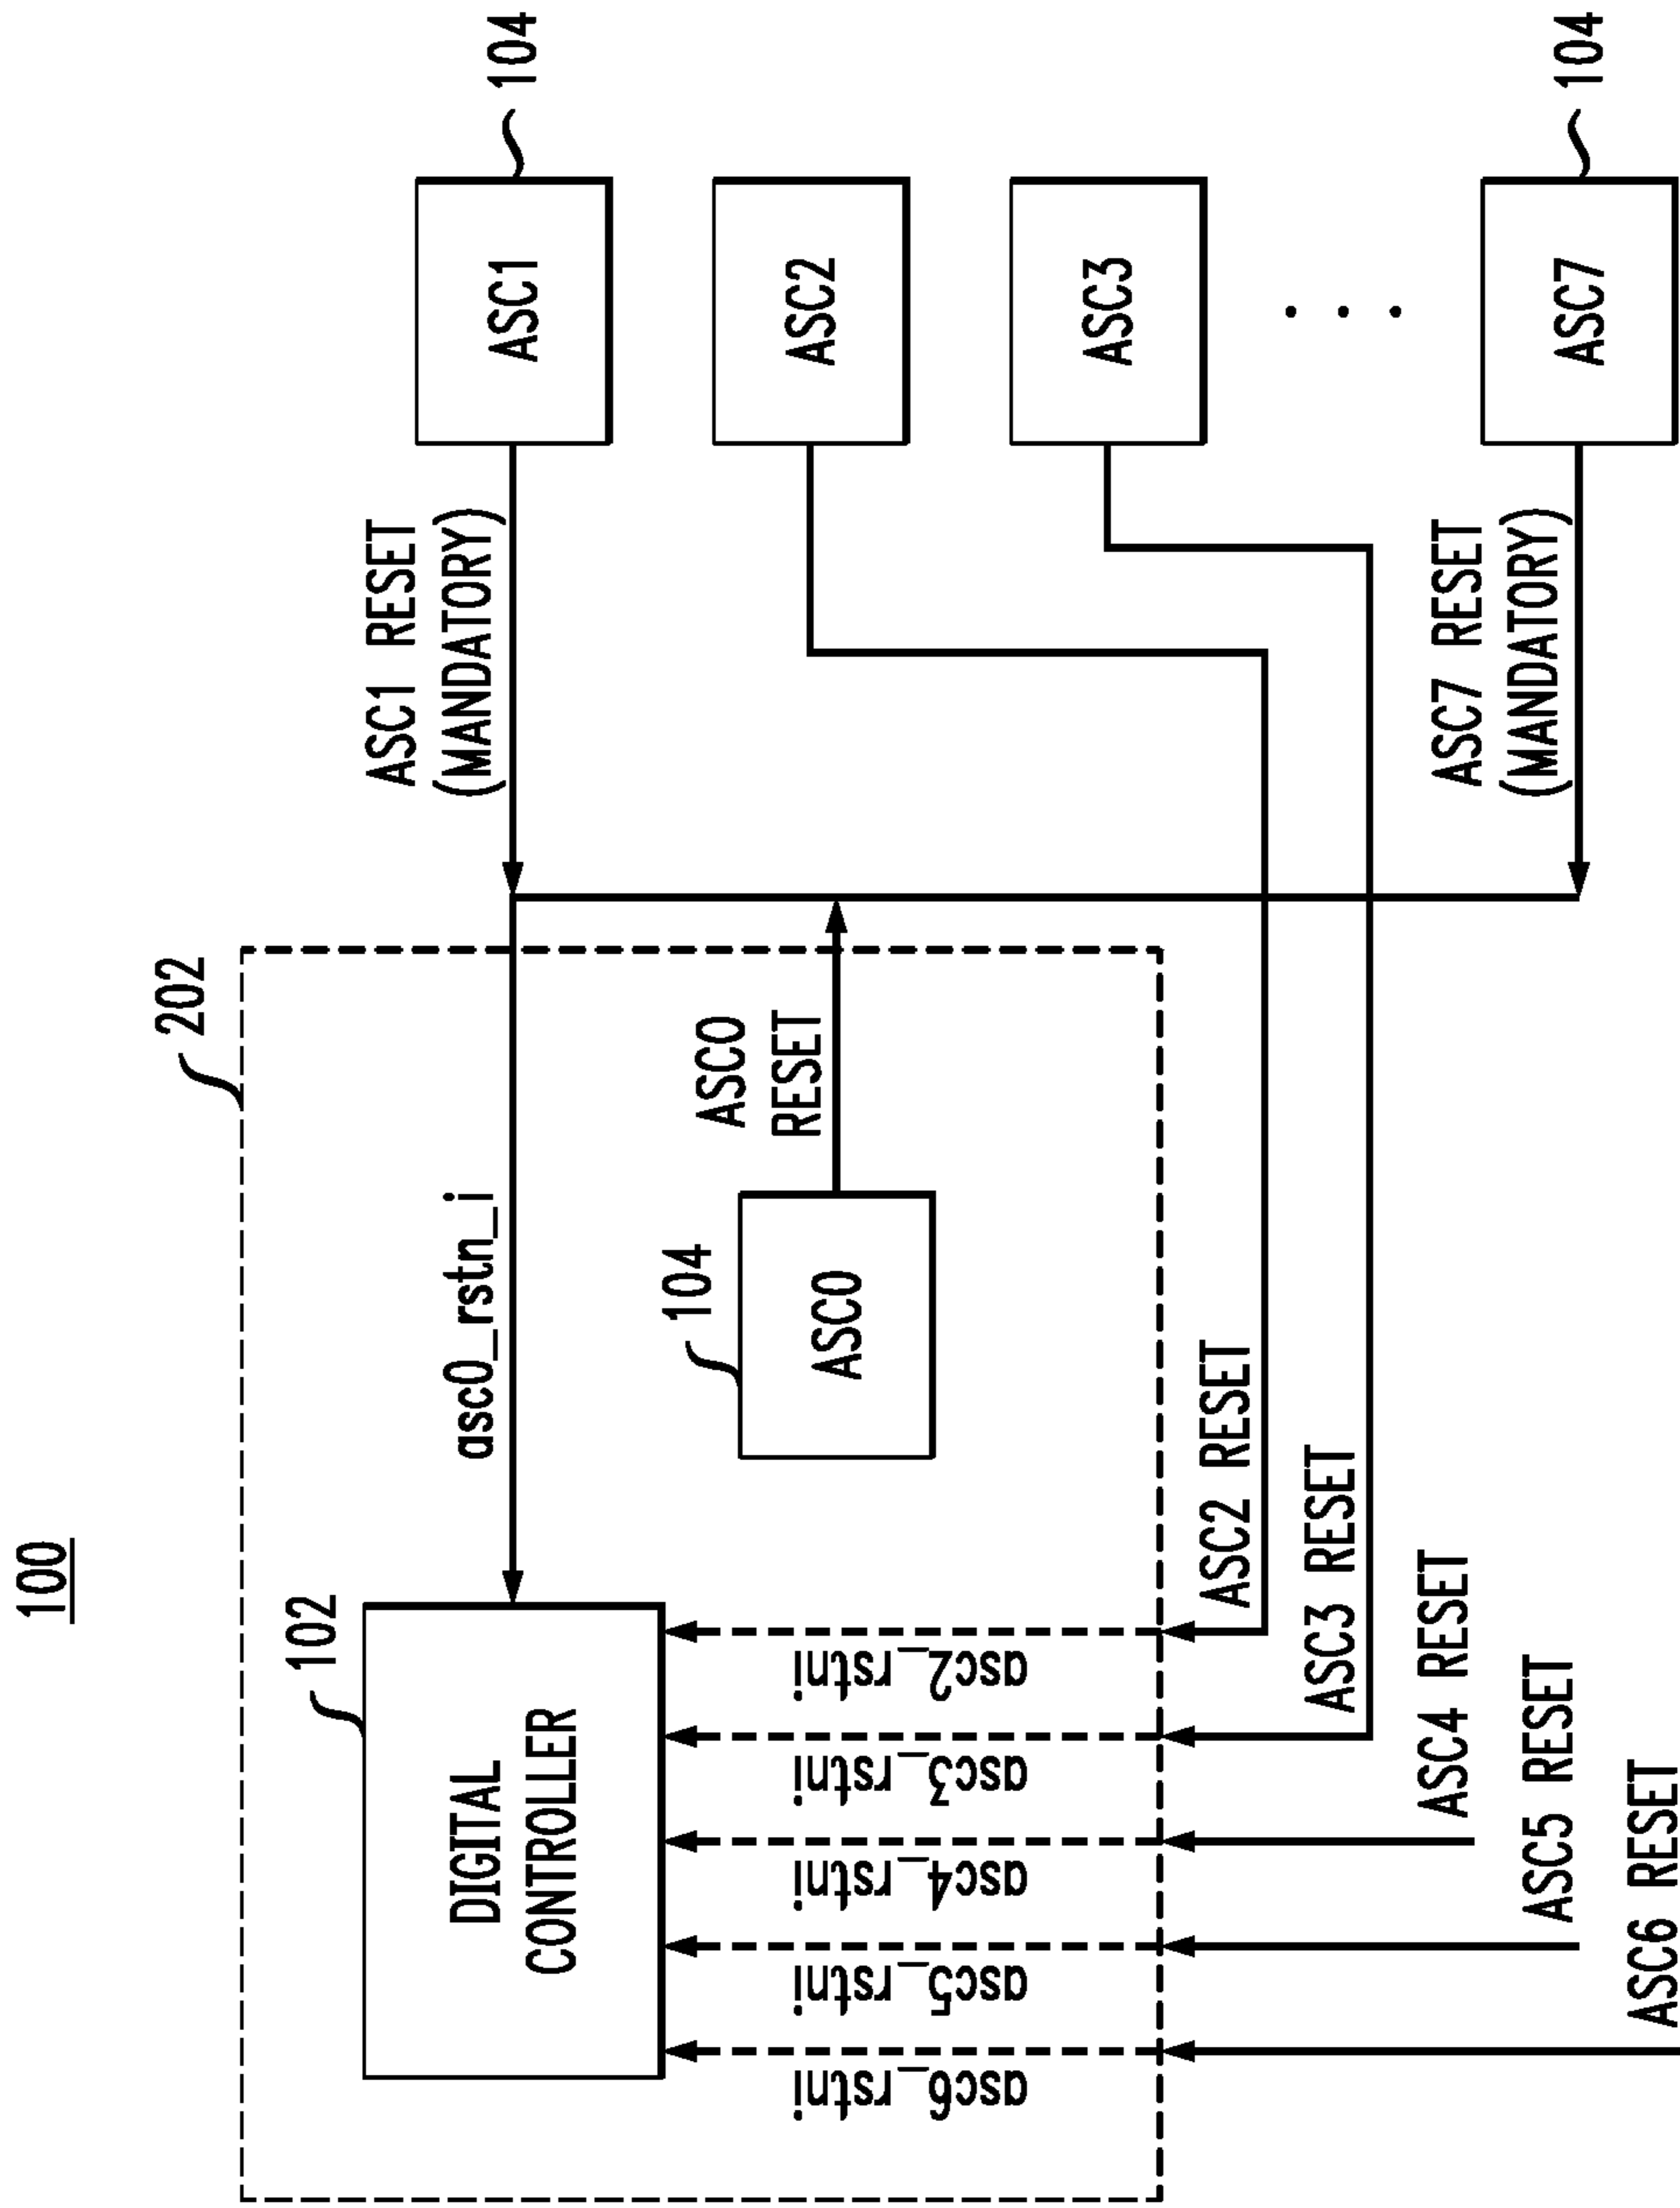 100
202
102
DIGITAL
CONTROLLER
asc0_rstn_i
104
ASC0
ASC0
RESET
asc6_rstni
asc5_rstni
asc4_rstni
asc3_rstni
asc2_rstni
ASC2 RESET
ASC3 RESET
ASC4 RESET
ASC5 RESET
ASC6 RESET
ASC1 RESET
(MANDATORY)
ASC1
104
ASC2
ASC3
. . .
ASC7 RESET
(MANDATORY)
ASC7
104